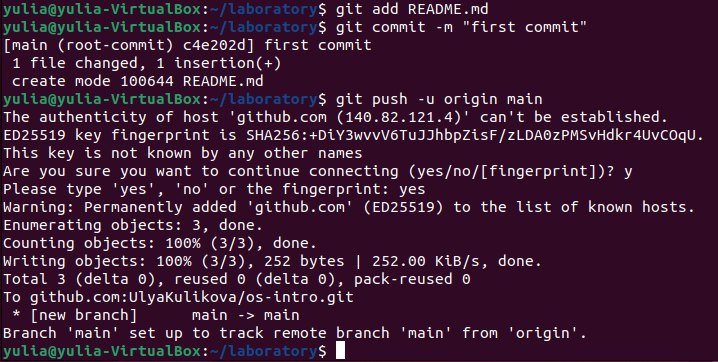 yulia@yulia-VirtualBox:~/laboratory$ git add README.md
yulia@yulia-VirtualBox:~/laboratory$ git commit -m "first commit"
[main (root-commit) c4e202d] first commit
 1 file changed, 1 insertion(+)
 create mode 100644 README.md
yulia@yulia-VirtualBox:~/laboratory$ git push -u origin main
The authenticity of host 'github.com (140.82.121.4)' can't be established.
ED25519 key fingerprint is SHA256:+DiY3wvvV6TuJJhbpZisF/zLDA0zPMSvHdkr4UvCOqU.
This key is not known by any other names
Are you sure you want to continue connecting (yes/no/[fingerprint])? y
Please type 'yes', 'no' or the fingerprint: yes
Warning: Permanently added 'github.com' (ED25519) to the list of known hosts.
Enumerating objects: 3, done.
Counting objects: 100% (3/3), done.
Writing objects: 100% (3/3), 252 bytes | 252.00 KiB/s, done.
Total 3 (delta 0), reused 0 (delta 0), pack-reused 0
To github.com:UlyaKulikova/os-intro.git
 * [new branch]      main -> main
Branch 'main' set up to track remote branch 'main' from 'origin'.
yulia@yulia-VirtualBox:~/laboratory$